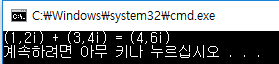 C:\Windows\system32\cmd.exe
(1,2i) + (3,4i) = (4,6i)
계속하려면 아무 키나 누르십시오 . . .